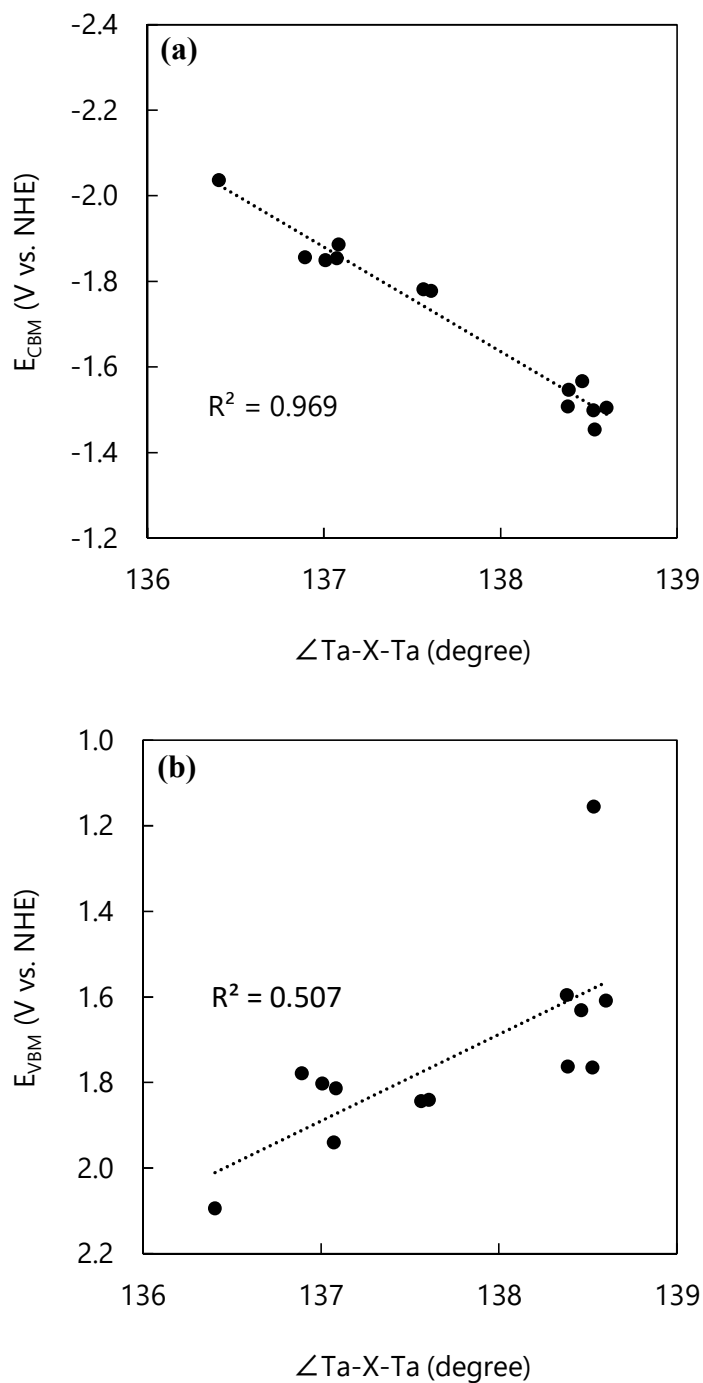 (a)
-2.4
-2.2
-2.0
-1.8
-1.6
-1.4
-1.2
E_CBM (V vs. NHE)
R² = 0.969
136 137 138 139
∠Ta-X-Ta (degree)
(b)
1.0
1.2
1.4
1.6
1.8
2.0
2.2
E_VBM (V vs. NHE)
R² = 0.507
136 137 138 139
∠Ta-X-Ta (degree)